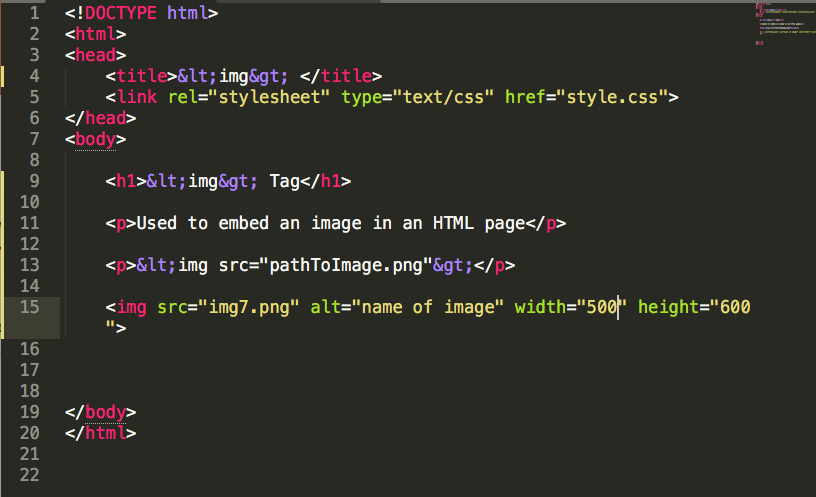 1 <!DOCTYPE html>
2 <html>
3 <head>
4 <title>&lt;img&gt; </title>
5 <link rel="stylesheet" type="text/css" href="style.css">
6 </head>
7 <body>
8
9 <h1>&lt;img&gt; Tag</h1>
10
11 <p>Used to embed an image in an HTML page</p>
12
13 <p>&lt;img src="pathToImage.png"&gt;</p>
14
15 <img src="img7.png" alt="name of image" width="500" height="600
">
16
17
18
19 </body>
20 </html>
21
22